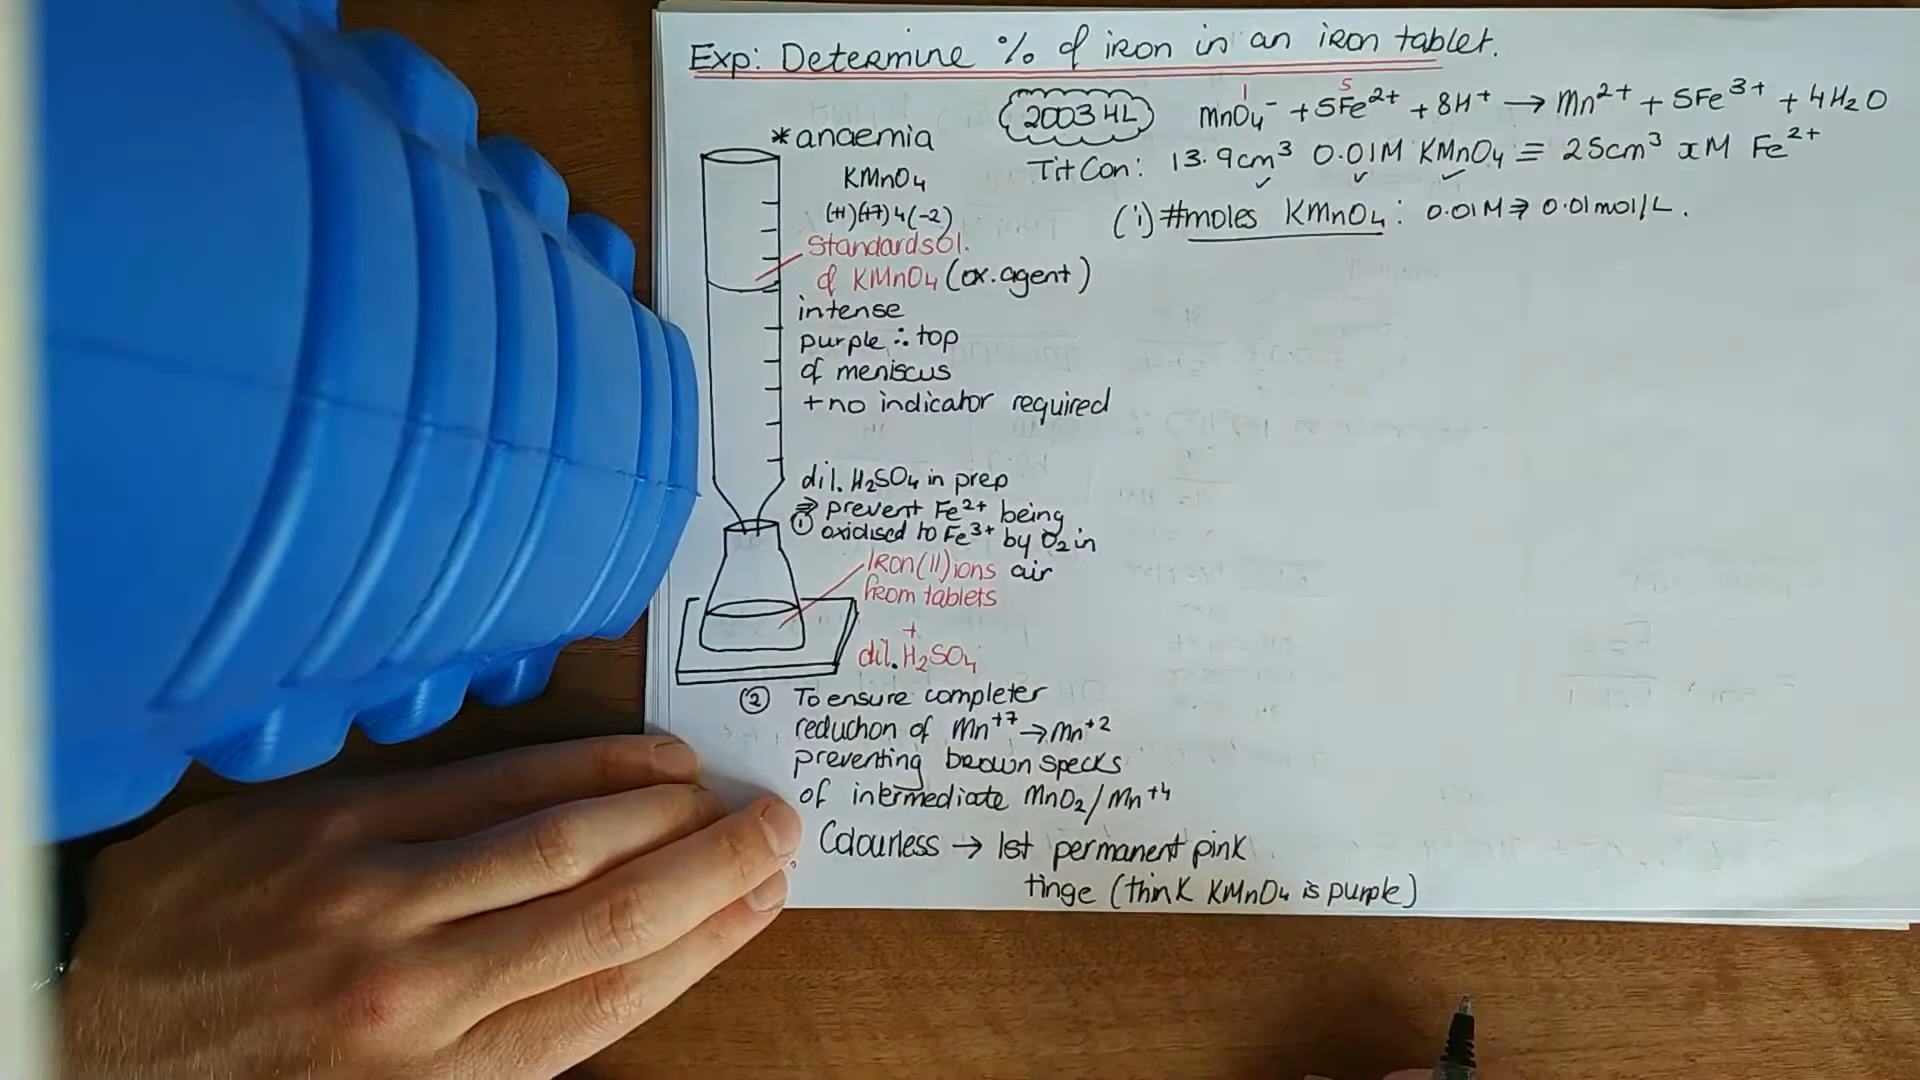 Exp: Determine % of iron in an iron tablet.
2003 HL
1 5
MnO₄⁻ + 5Fe²⁺ + 8H⁺ → Mn²⁺ + 5Fe³⁺ + 4H₂O
Tit Con: 13.9cm³ 0.01M KMnO₄ ≡ 25cm³ xM Fe²⁺
(i) #moles KMnO₄: 0.01M ⇒ 0.01mol/L.
*anaemia
KMnO₄
(+1)(+7)4(-2)
Standard sol.
of KMnO₄ (ox. agent)
intense
purple ∴ top
of meniscus
+ no indicator required
dil. H₂SO₄ in prep
⇒ prevent Fe²⁺ being
① oxidised to Fe³⁺ by O₂ in
air
Iron(II) ions
from tablets
+
dil. H₂SO₄
② To ensure completer
reduction of Mn⁺⁷ → Mn⁺²
preventing brown specks
of intermediate MnO₂/Mn⁺⁴
Colourless → 1st permanent pink
tinge (think KMnO₄ is purple)